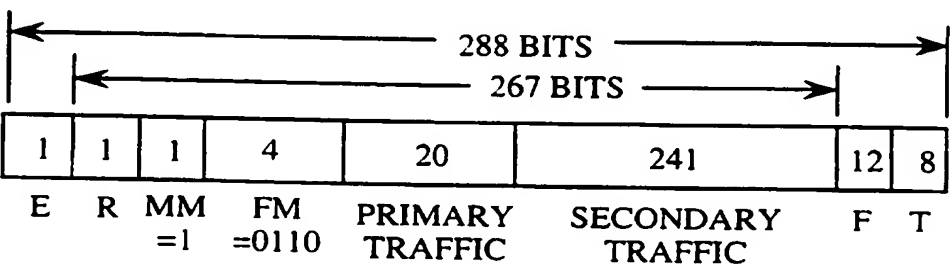 288 BITS
267 BITS
1 1 1 4 20 241 12 8
E R MM FM PRIMARY SECONDARY F T
=1 =0110 TRAFFIC TRAFFIC